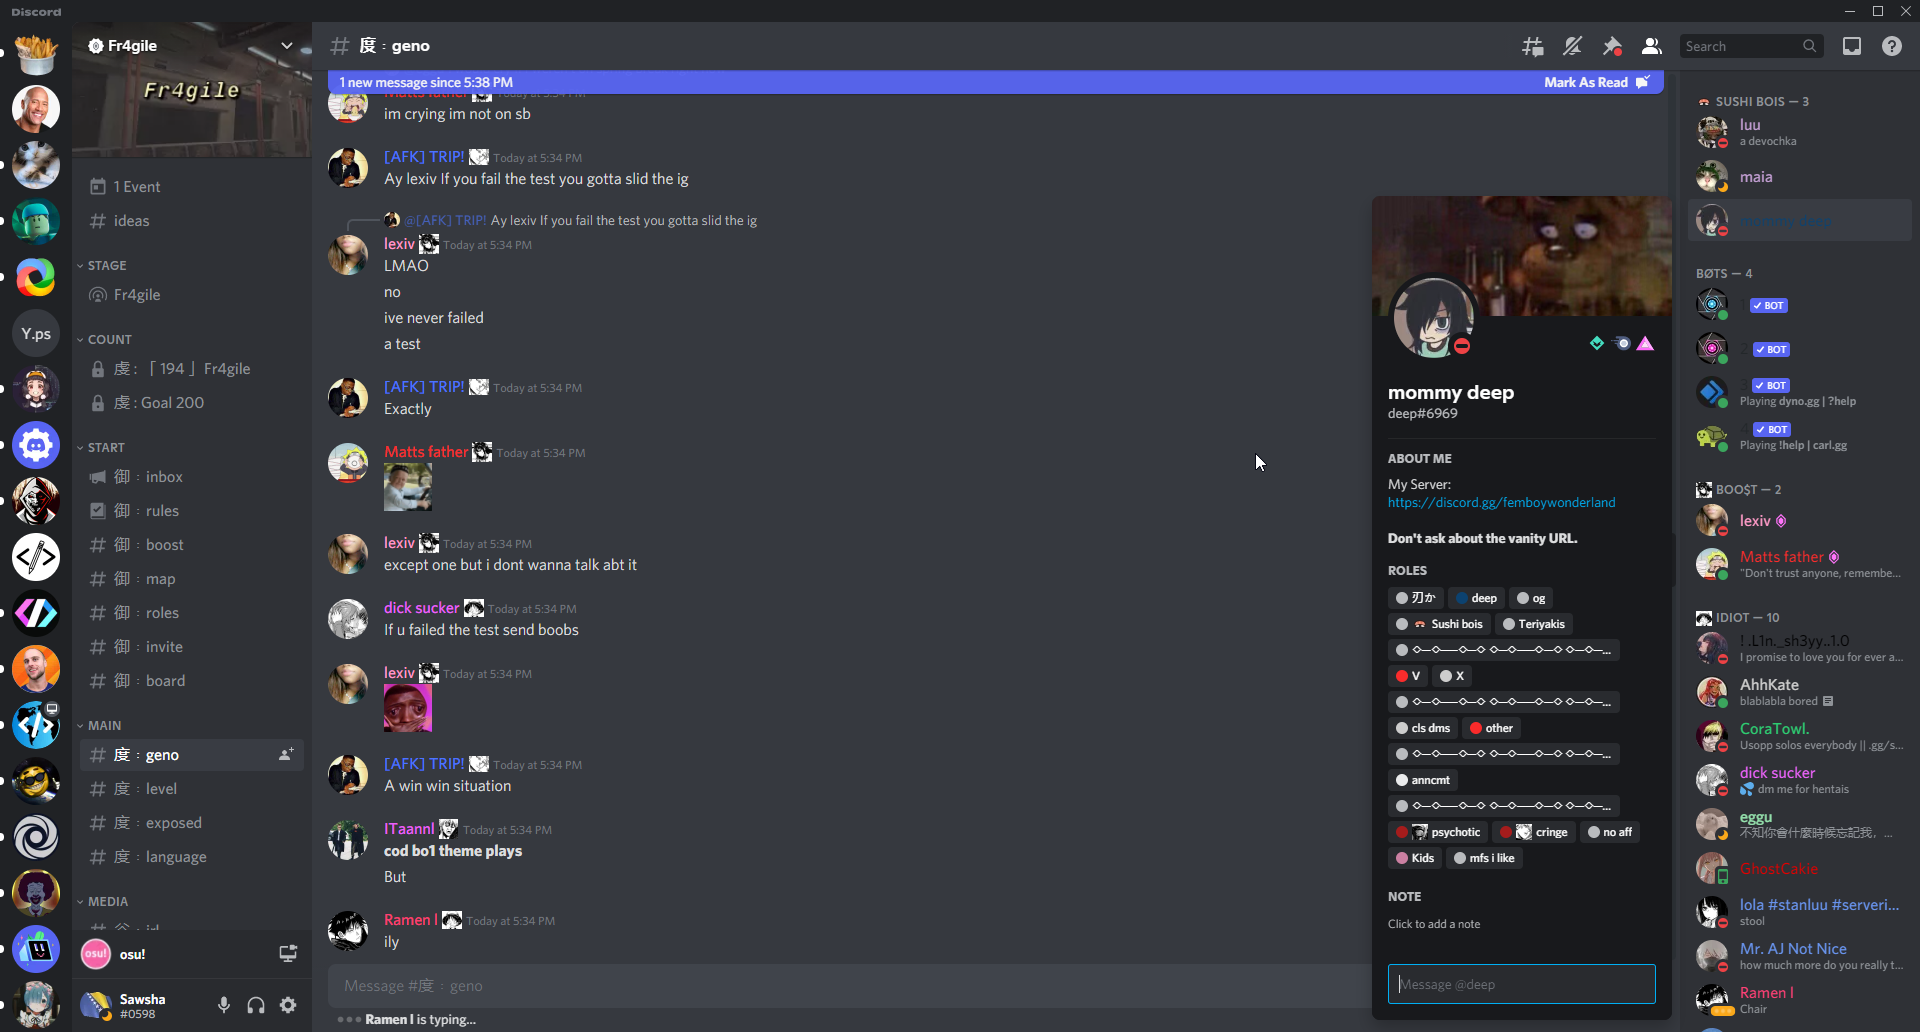 Discord
Fr4gile
Fr4gile
1 Event
ideas
STAGE
Fr4gile
Y.ps
COUNT
虔 : 「 194 」 Fr4gile
虔 : Goal 200
START
御 : inbox
御 : rules
御 : boost
御 : map
御 : roles
御 : invite
御 : board
MAIN
度 : geno
度 : level
度 : exposed
度 : language
MEDIA
osu!
osu!
Sawsha
#0598
度 : geno
Search
1 new message since 5:38 PM
Mark As Read
Matts father Today at 5:34 PM
im crying im not on sb
[AFK] TRIP! Today at 5:34 PM
Ay lexiv If you fail the test you gotta slid the ig
@[AFK] TRIP! Ay lexiv If you fail the test you gotta slid the ig
lexiv Today at 5:34 PM
LMAO
no
ive never failed
a test
[AFK] TRIP! Today at 5:34 PM
Exactly
Matts father Today at 5:34 PM
lexiv Today at 5:34 PM
except one but i dont wanna talk abt it
dick sucker Today at 5:34 PM
If u failed the test send boobs
lexiv Today at 5:34 PM
[AFK] TRIP! Today at 5:34 PM
A win win situation
ITaannl Today at 5:34 PM
cod bo1 theme plays
But
Ramen l Today at 5:34 PM
ily
Message #度 : geno
Ramen l is typing...
mommy deep
deep#6969
ABOUT ME
My Server:
https://discord.gg/femboywonderland
Don't ask about the vanity URL.
ROLES
刃か deep og
Sushi bois Teriyakis
V X
cls dms other
anncmt
psychotic cringe no aff
Kids mfs i like
NOTE
Click to add a note
Message @deep
SUSHI BOIS — 3
luu
a devochka
maia
mommy deep
BØTS — 4
1 BOT
2 BOT
3 BOT
Playing dyno.gg | ?help
BOT
Playing !help | carl.gg
BOO$T — 2
lexiv
Matts father
"Don't trust anyone, remembe...
IDIOT — 10
! .L1n._sh3yy..1.0
I promise to love you for ever a...
AhhKate
blablabla bored
CoraTowl.
Usopp solos everybody || .gg/s...
dick sucker
dm me for hentais
eggu
不知你會什麼時候忘記我，...
GhostCakie
lola #stanluu #serveri...
stool
Mr. AJ Not Nice
how much more do you really t...
Ramen l
Chair